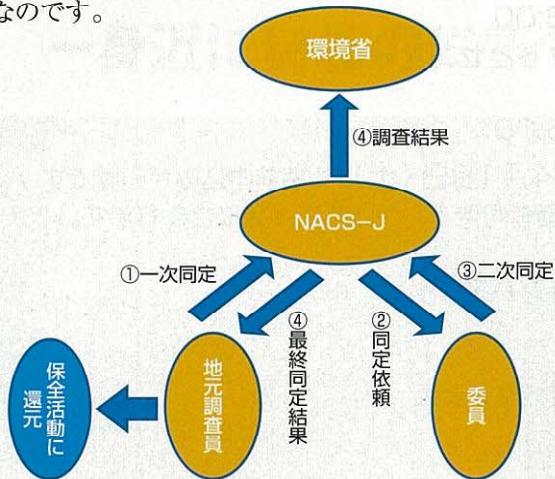 なのです。
環境省
④調査結果
NACS-J
①一次同定
③二次同定
④最終同定結果
②同定依頼
保全活動に
還元
地元調査員
委員